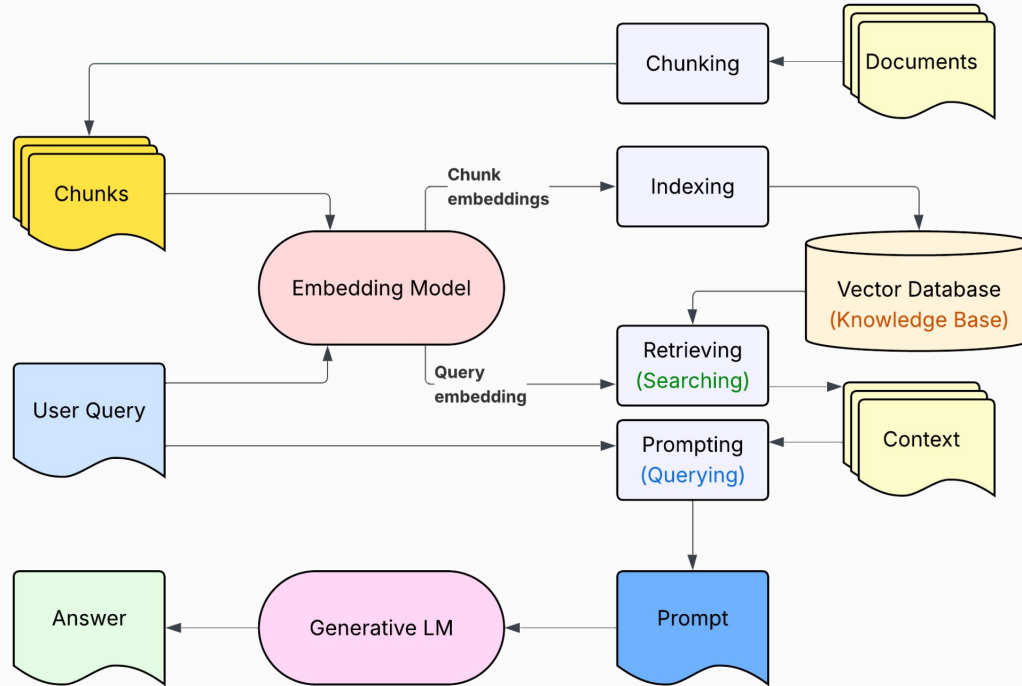 Chunking
Documents
Chunks
Chunk
embeddings
Indexing
Embedding Model
Vector Database
(Knowledge Base)
Retrieving
(Searching)
Query
embedding
User Query
Prompting
(Querying)
Context
Answer
Generative LM
Prompt